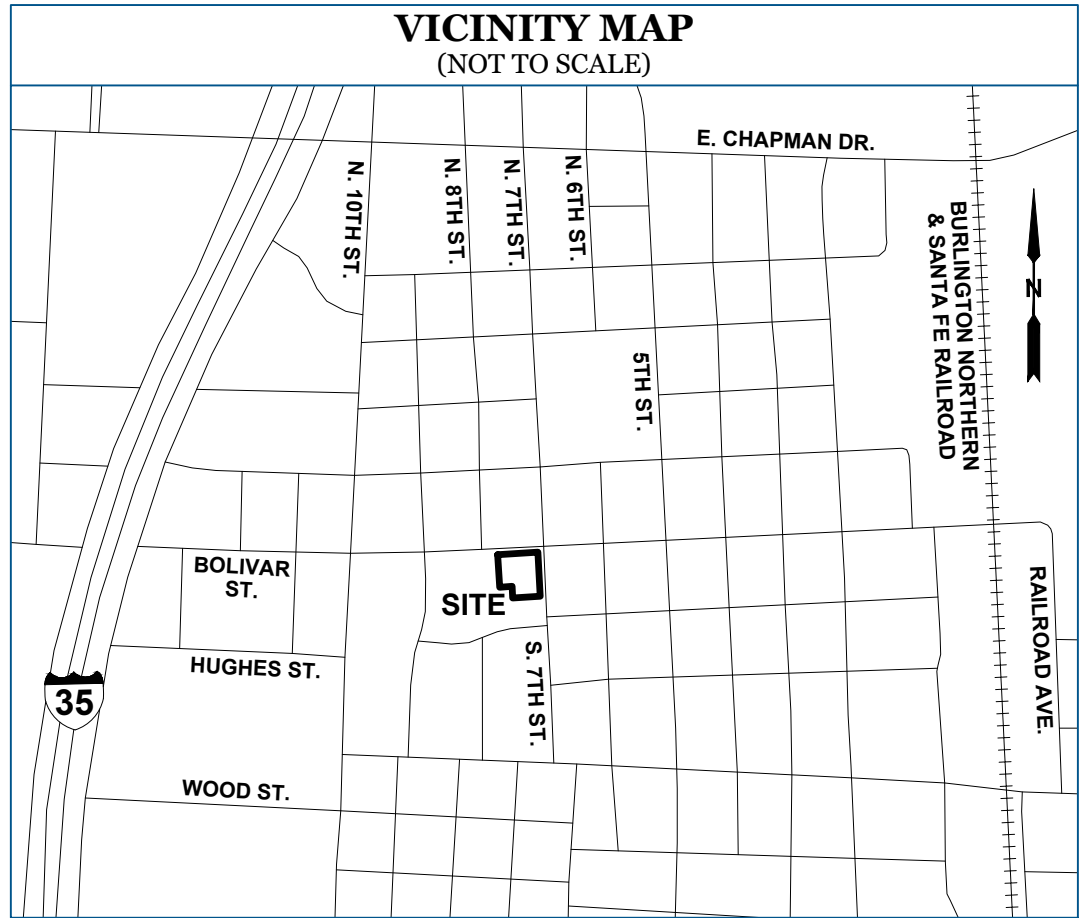 VICINITY MAP
(NOT TO SCALE)
E. CHAPMAN DR.
N. 10TH ST.
N. 8TH ST.
N. 7TH ST.
N. 6TH ST.
BURLINGTON NORTHERN
& SANTA FE RAILROAD
N
5TH ST.
BOLIVAR
ST.
SITE
RAILROAD AVE.
HUGHES ST.
S. 7TH ST.
35
WOOD ST.